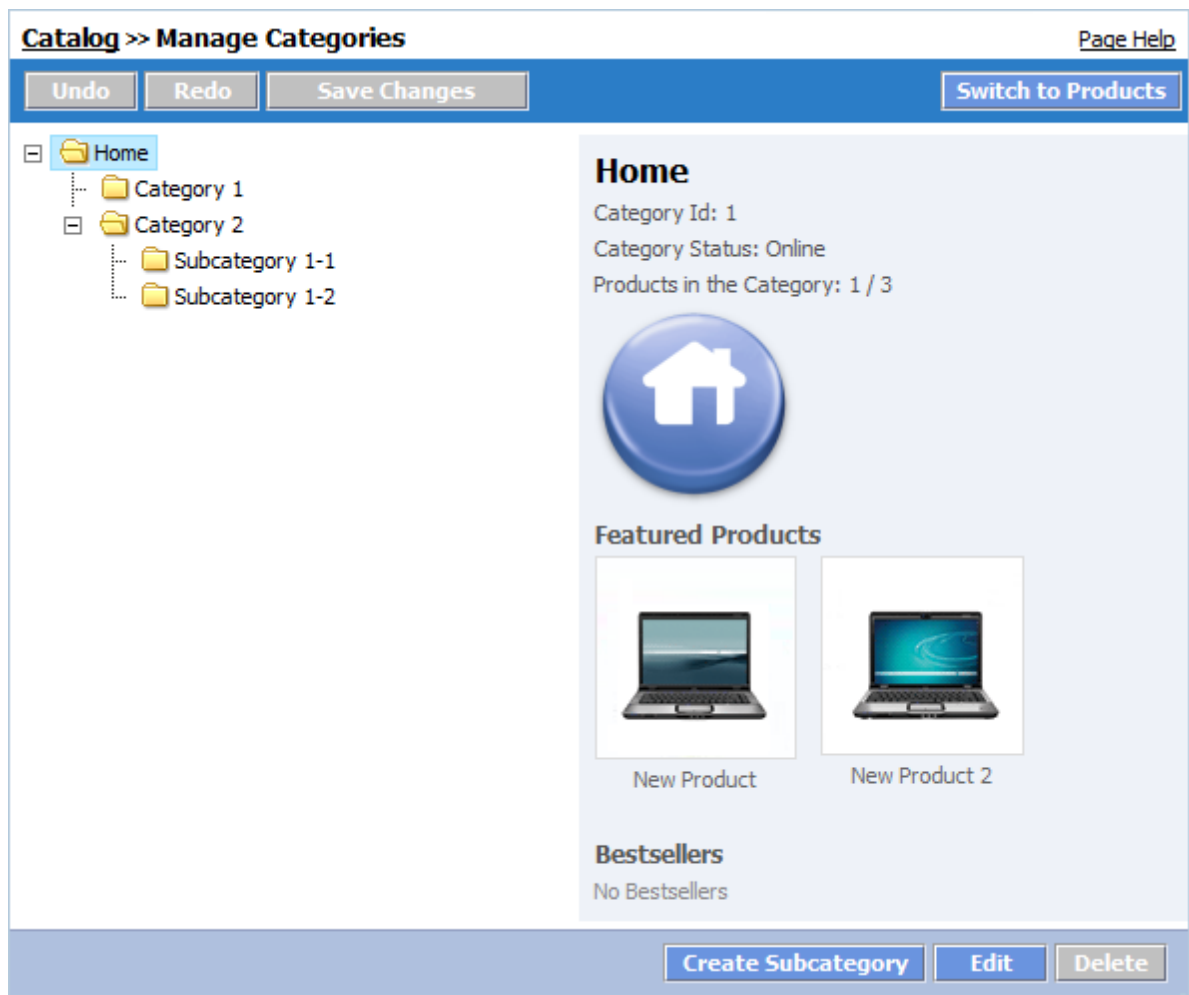 Catalog >> Manage Categories
Page Help
Undo Redo Save Changes
Switch to Products
Home
Category 1
Category 2
Subcategory 1-1
Subcategory 1-2
Home
Category Id: 1
Category Status: Online
Products in the Category: 1 / 3
Featured Products
New Product
New Product 2
Bestsellers
No Bestsellers
Create Subcategory Edit Delete